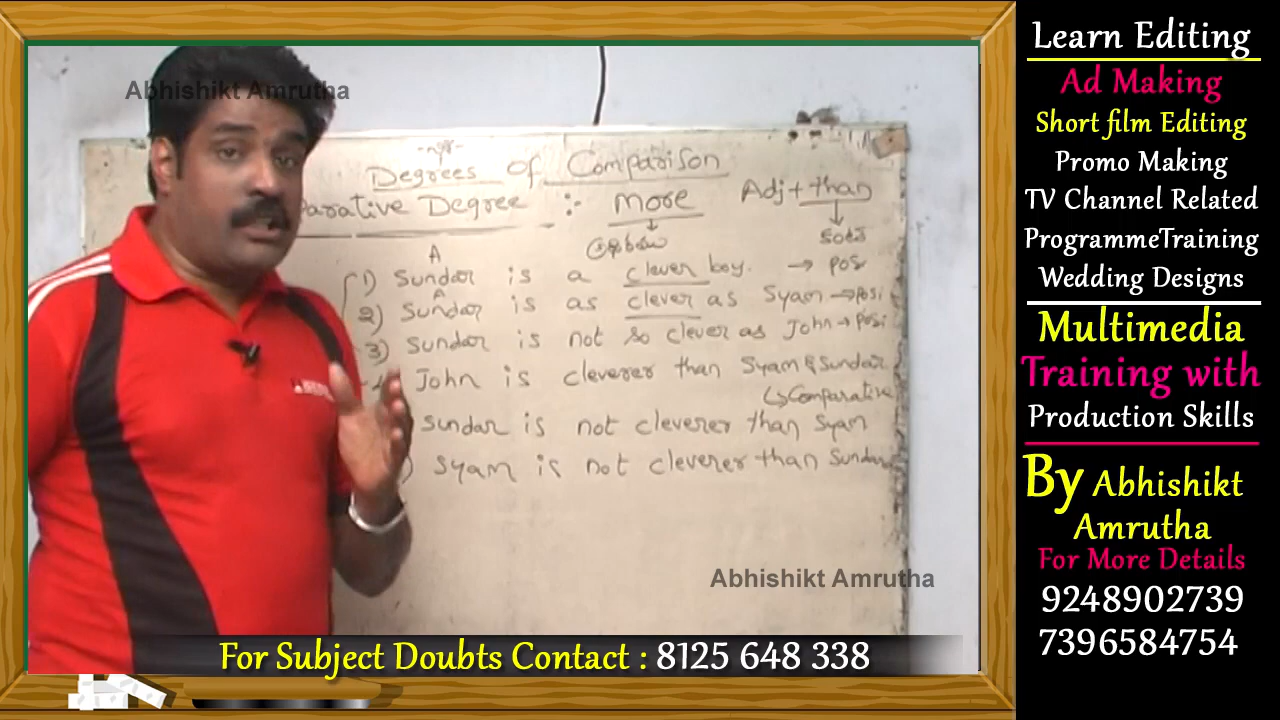 Abhishikt Amrutha
Degrees of Comparison
parative Degree :- more Adj + than
కంటే
A
1) Sundar is a clever boy. → posi
A
2) Sundar is as clever as Syam → posi
3) Sundar is not so clever as John → posi
John is cleverer than Syam & Sundar
↳ Comparative
Sundar is not cleverer than Syam
) Syam is not cleverer than Sundar
Abhishikt Amrutha
For Subject Doubts Contact : 8125 648 338
Learn Editing
Ad Making
Short film Editing
Promo Making
TV Channel Related
ProgrammeTraining
Wedding Designs
Multimedia
Training with
Production Skills
By Abhishikt
Amrutha
For More Details
9248902739
7396584754